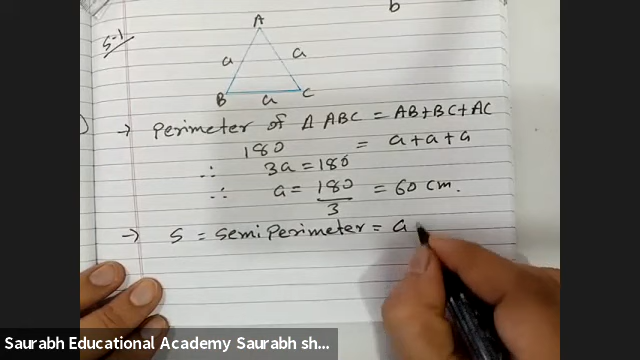 b
S-1
A
a a
B a C
→ Perimeter of Δ ABC = AB+BC+AC
180 = a+a+a
∴ 3a = 180
∴ a = 180/3 = 60 cm.
→ S = Semi Perimeter = a
Saurabh Educational Academy Saurabh sh...